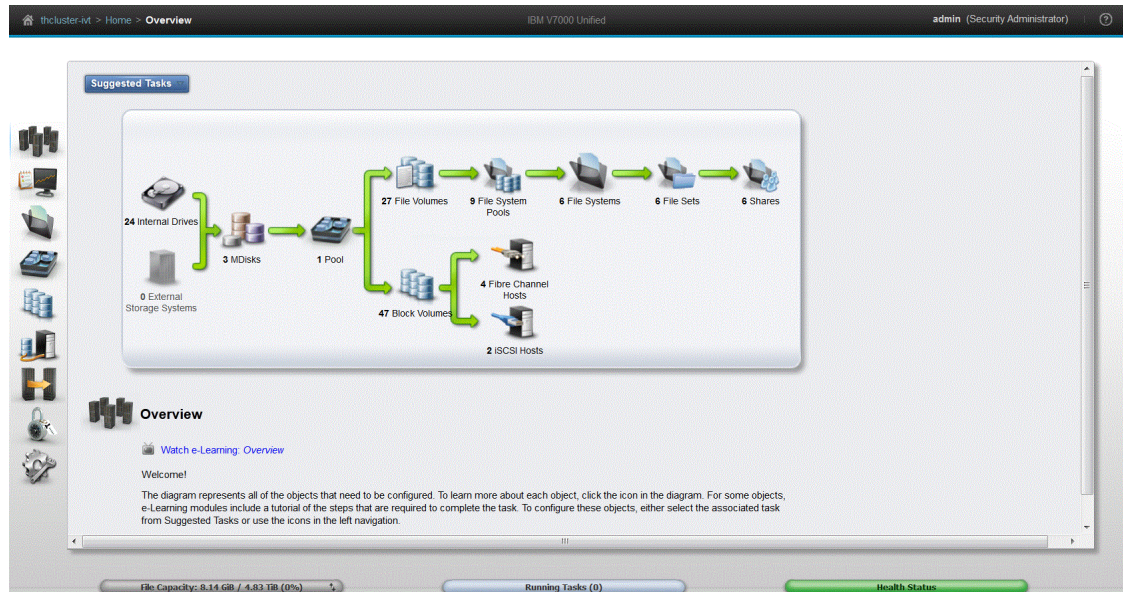 thcluster-ivt > Home > Overview
IBM V7000 Unified
admin (Security Administrator)
?
Suggested Tasks
27 File Volumes
9 File System
Pools
6 File Systems
6 File Sets
6 Shares
24 Internal Drives
3 MDisks
1 Pool
0 External
Storage Systems
4 Fibre Channel
Hosts
47 Block Volumes
2 iSCSI Hosts
Overview
Watch e-Learning: Overview
Welcome!
The diagram represents all of the objects that need to be configured. To learn more about each object, click the icon in the diagram. For some objects,
e-Learning modules include a tutorial of the steps that are required to complete the task. To configure these objects, either select the associated task
from Suggested Tasks or use the icons in the left navigation.
File Capacity: 8.14 GiB / 4.83 TiB (0%)
Running Tasks (0)
Health Status